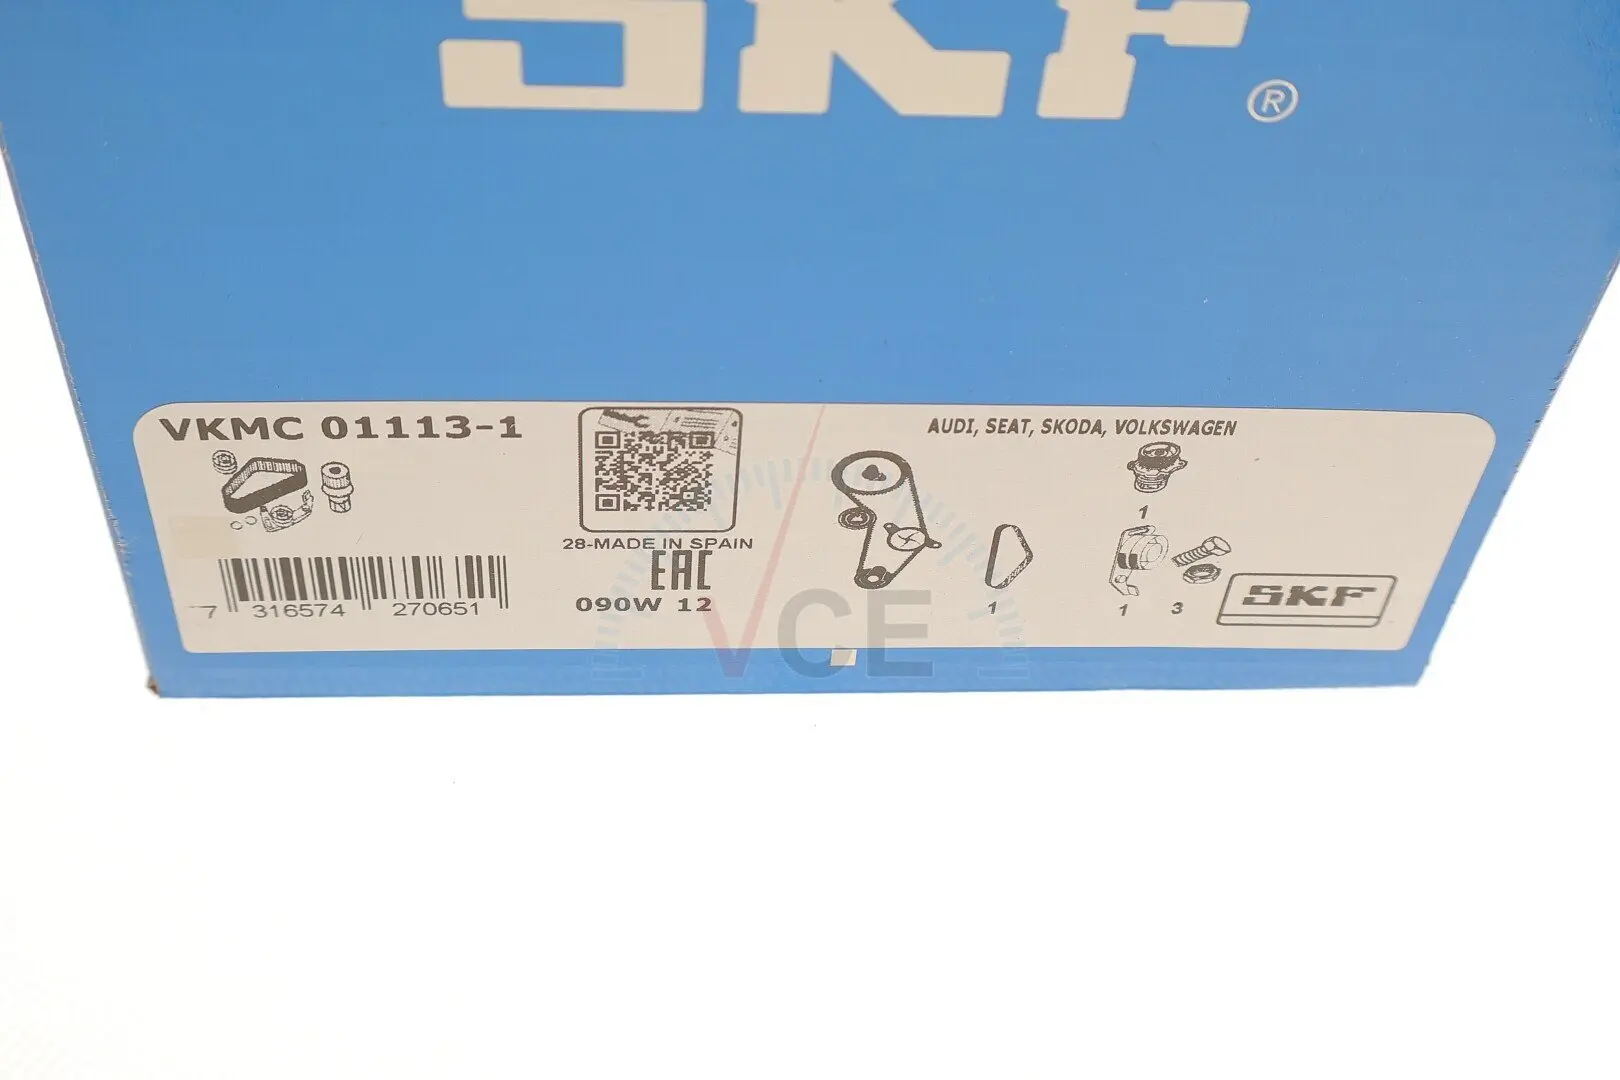 SKF®
VKMC 01113-1
AUDI, SEAT, SKODA, VOLKSWAGEN
1
28-MADE IN SPAIN
EAC
090W 12
7 316574 270651
1
1 3
SKF
VCE